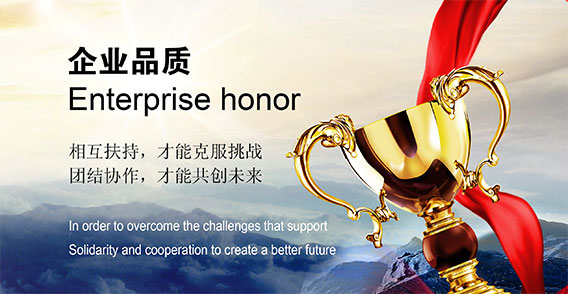 企业品质
Enterprise honor
相互扶持，才能克服挑战
团结协作，才能共创未来
In order to overcome the challenges that support
Solidarity and cooperation to create a better future